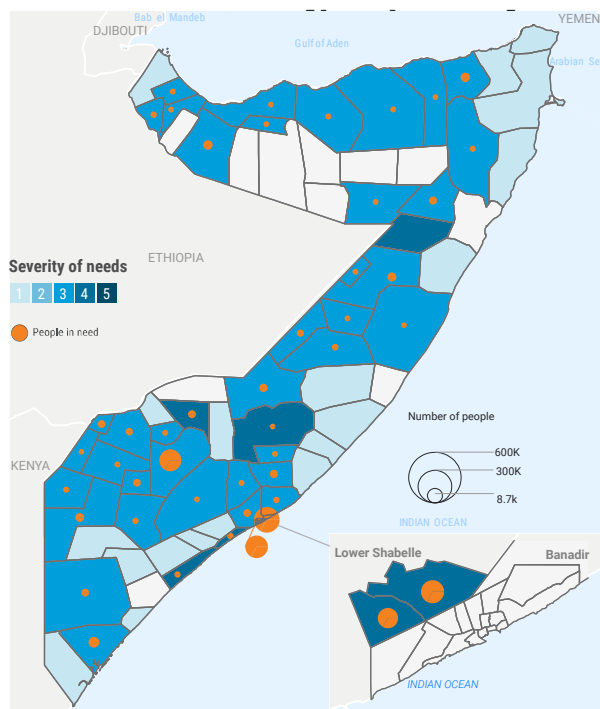 Bab el Mandeb
YEMEN
DJIBOUTI
Gulf of Aden
Arabian Se
ETHIOPIA
Severity of needs
1 2 3 4 5
People in need
Number of people
600K
300K
8.7k
KENYA
INDIAN OCEAN
Lower Shabelle
Banadir
INDIAN OCEAN